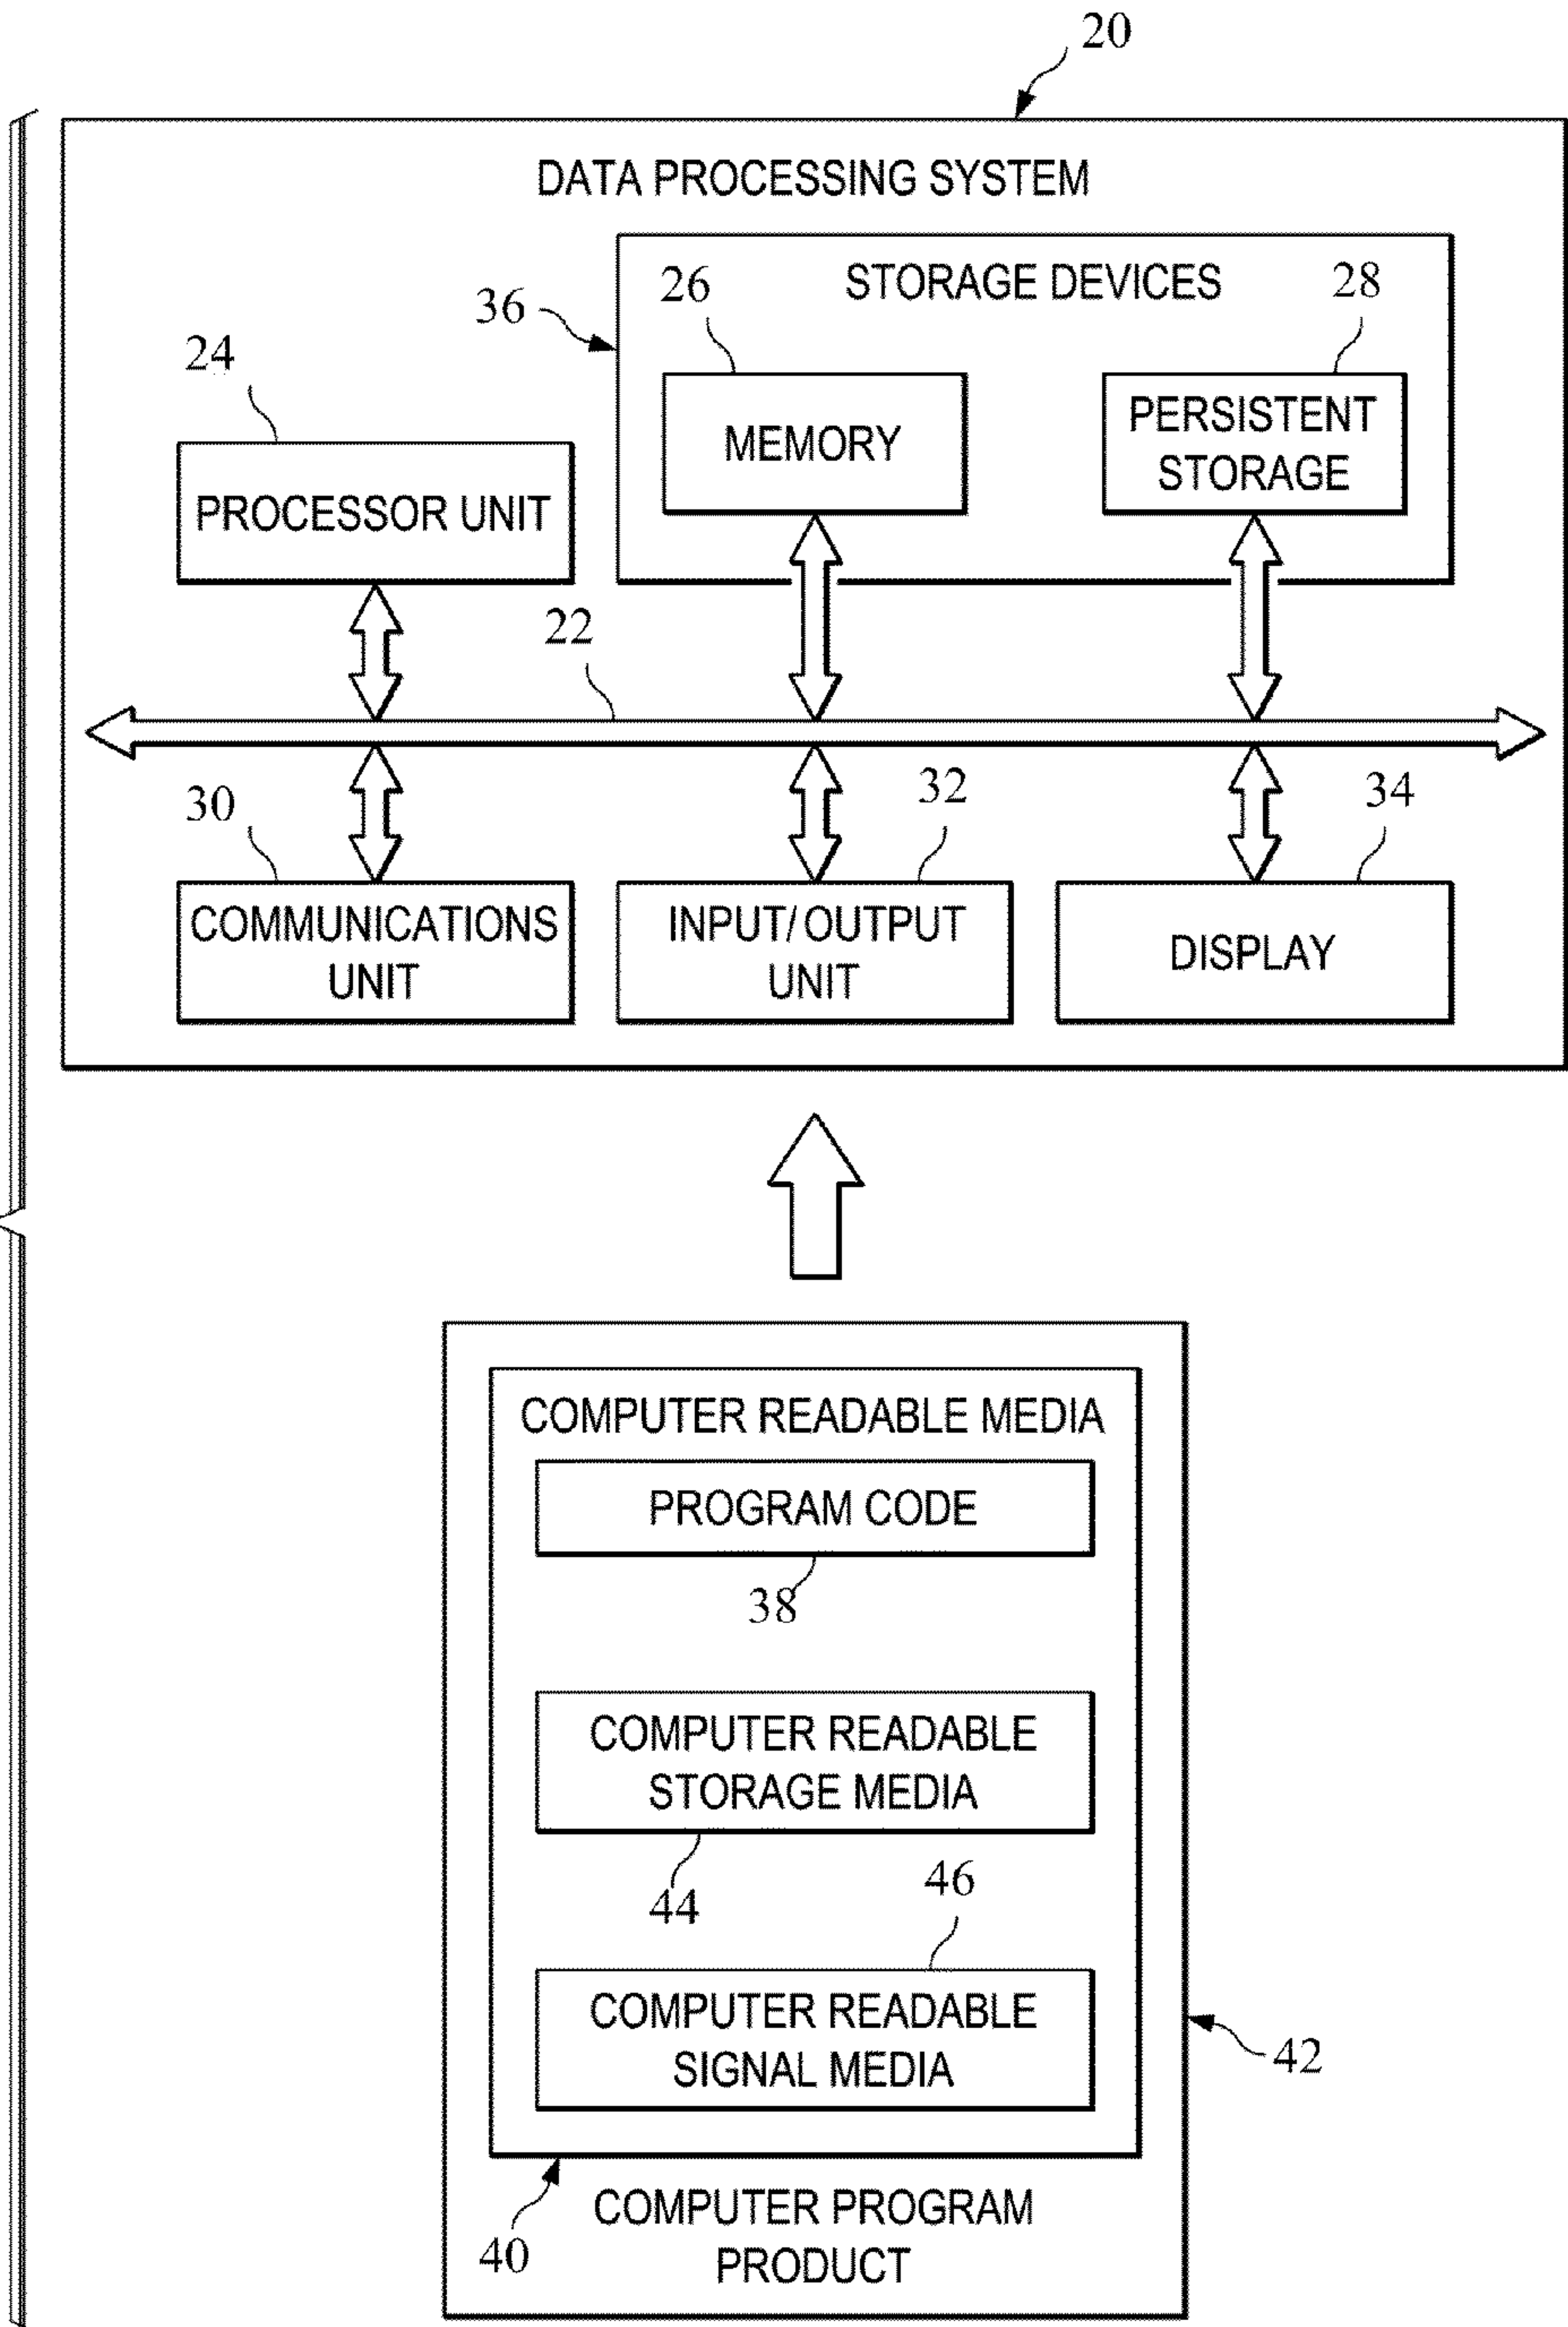 20
DATA PROCESSING SYSTEM
STORAGE DEVICES
36
26
28
24
MEMORY
PERSISTENT
STORAGE
PROCESSOR UNIT
22
30
32
34
COMMUNICATIONS
UNIT
INPUT/OUTPUT
UNIT
DISPLAY
COMPUTER READABLE MEDIA
PROGRAM CODE
38
COMPUTER READABLE
STORAGE MEDIA
44
46
COMPUTER READABLE
SIGNAL MEDIA
42
40
COMPUTER PROGRAM
PRODUCT